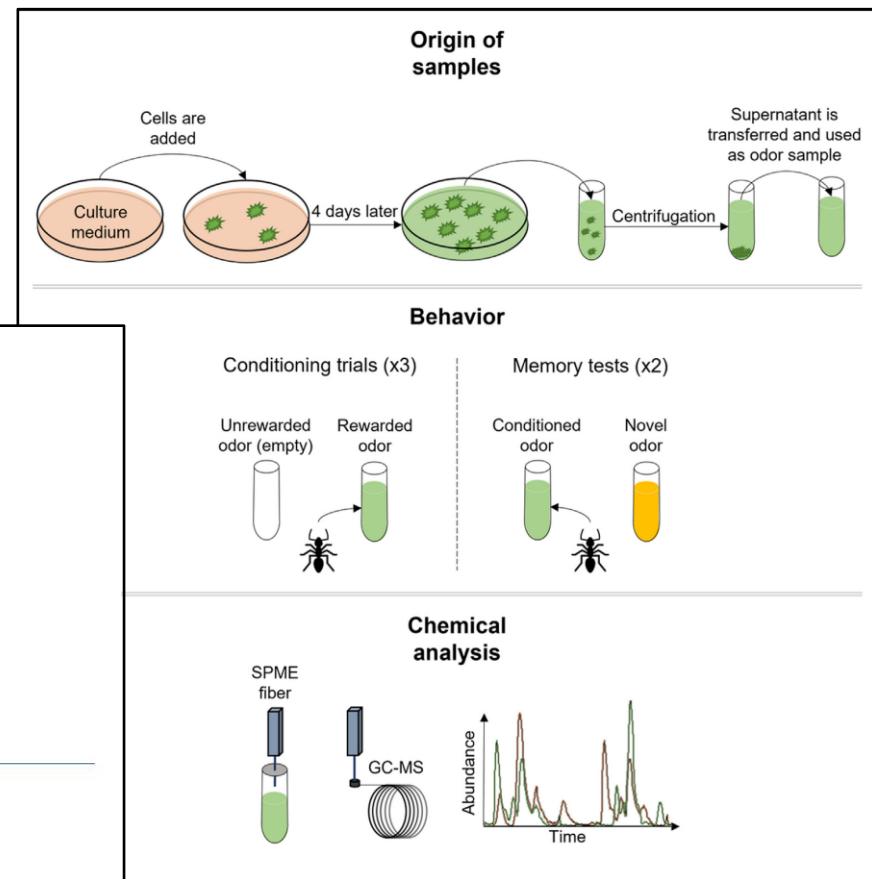 Origin of
samples
Cells are
added
Supernatant is
transferred and used
as odor sample
Culture
medium
4 days later
Centrifugation
Behavior
Conditioning trials (x3)
Memory tests (x2)
Unrewarded
odor (empty)
Rewarded
odor
Conditioned
odor
Novel
odor
Chemical
analysis
SPME
fiber
GC-MS
Abundance
Time